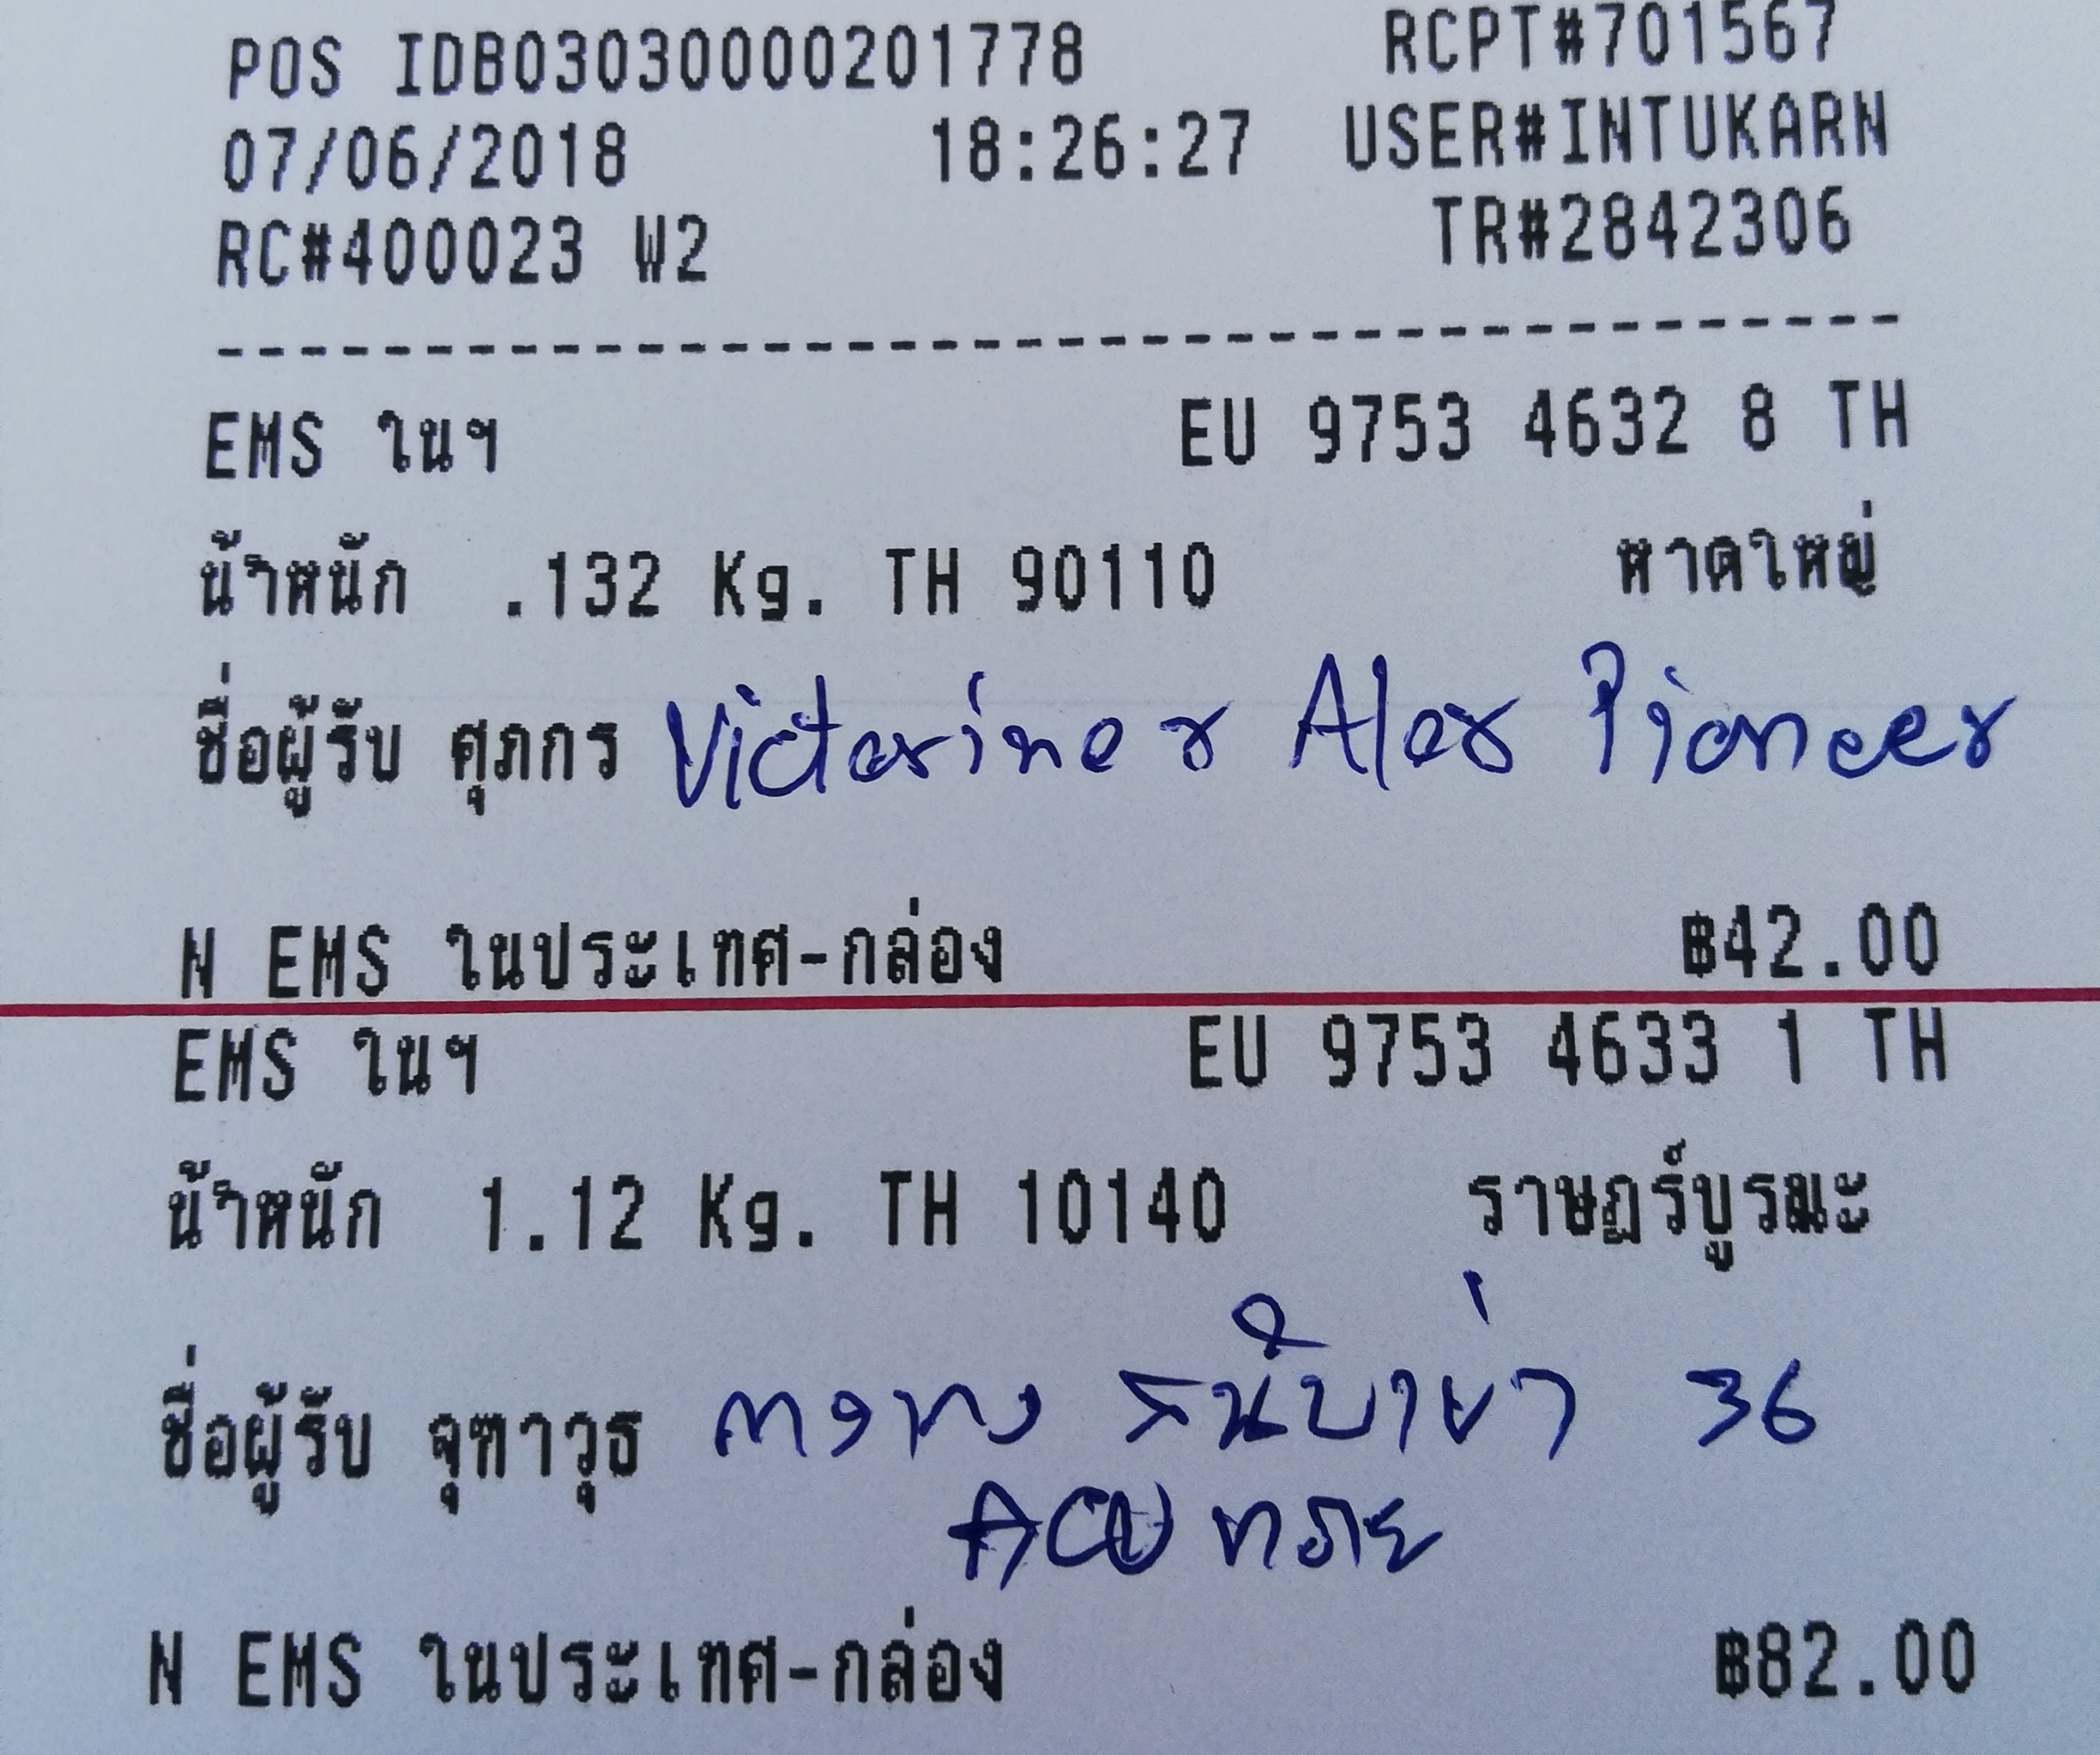 POS IDB03030000201778 RCPT#701567
07/06/2018 18:26:27 USER#INTUKARN
RC#400023 W2 TR#2842306
EMS ในฯ EU 9753 4632 8 TH
น้ำหนัก .132 Kg. TH 90110 หาดใหญ่
ชื่อผู้รับ ศุภกร Victorinox Alox Pioneer
N EMS ในประเทศ-กล่อง ฿42.00
EMS ในฯ EU 9753 4633 1 TH
น้ำหนัก 1.12 Kg. TH 10140 ราษฎร์บูรณะ
ชื่อผู้รับ จุฑาวุธ 36
N EMS ในประเทศ-กล่อง ฿82.00